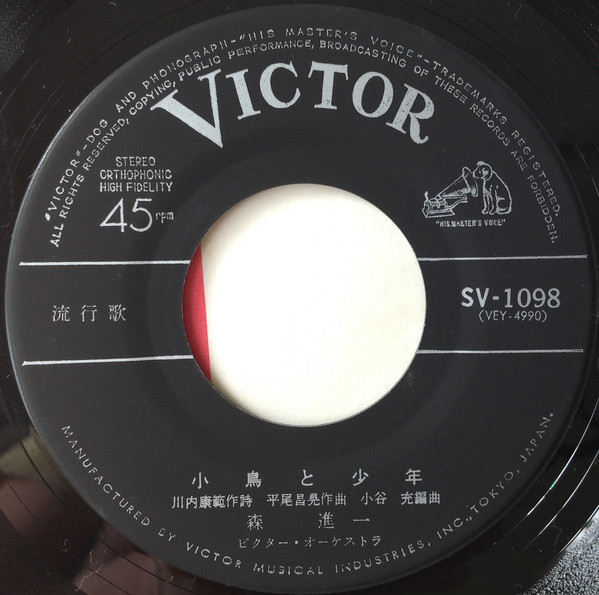 "VICTOR"-DOG AND PHONOGRAPH-"HIS MASTER'S VOICE"-TRADEMARKS REGISTERED.
ALL RIGHTS RESERVED, COPYING, PUBLIC PERFORMANCE, BROADCASTING OF THESE RECORDS ARE FORBIDDEN.
VICTOR
STEREO
ORTHOPHONIC
HIGH FIDELITY
45 rpm
"HIS MASTER'S VOICE"
流行歌
SV-1098
(VEY-4990)
小鳥と少年
川内康範作詩 平尾昌晃作曲 小谷 充編曲
森 進一
ビクター・オーケストラ
MANUFACTURED BY VICTOR MUSICAL INDUSTRIES, INC., TOKYO, JAPAN.